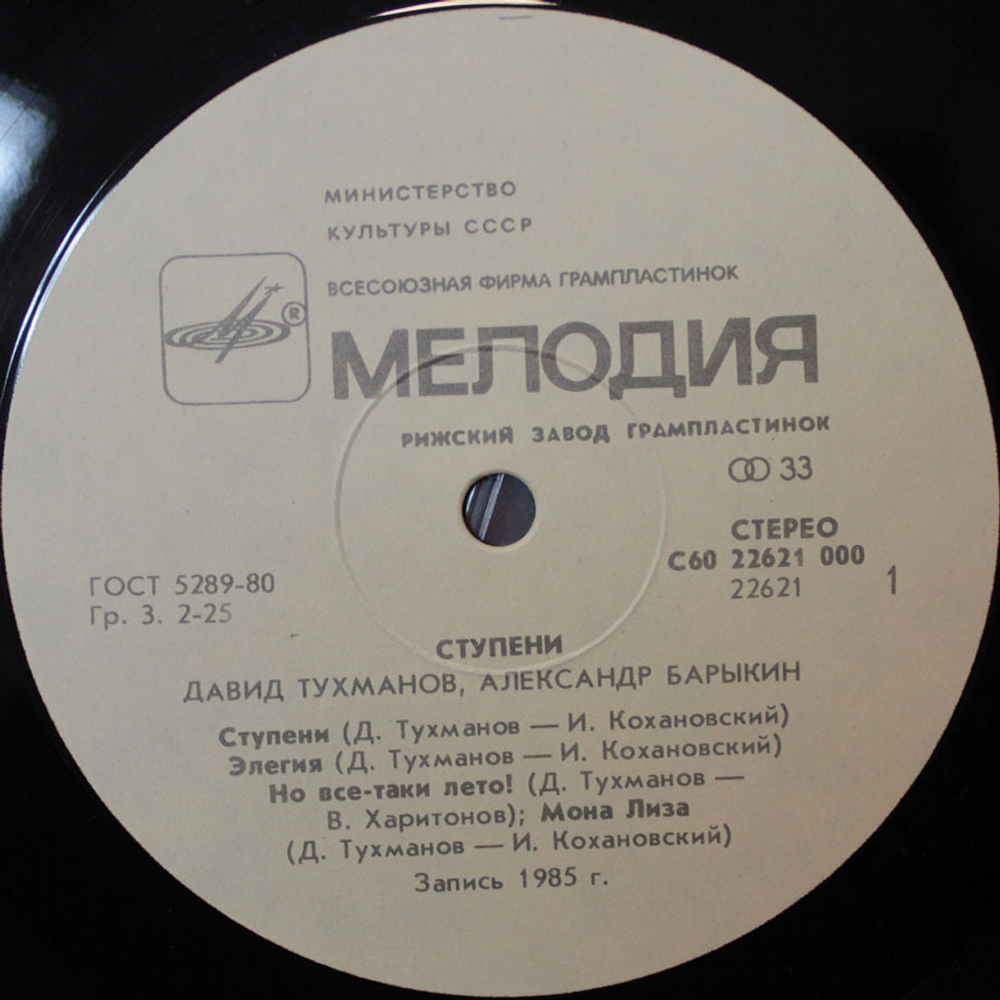 МИНИСТЕРСТВО
КУЛЬТУРЫ СССР
ВСЕСОЮЗНАЯ ФИРМА ГРАМПЛАСТИНОК
®
МЕЛОДИЯ
РИЖСКИЙ ЗАВОД ГРАМПЛАСТИНОК
33
СТЕРЕО
С60 22621 000
22621
1
ГОСТ 5289-80
Гр. 3. 2-25
СТУПЕНИ
ДАВИД ТУХМАНОВ, АЛЕКСАНДР БАРЫКИН
Ступени (Д. Тухманов — И. Кохановский)
Элегия (Д. Тухманов — И. Кохановский)
Но все-таки лето! (Д. Тухманов —
В. Харитонов); Мона Лиза
(Д. Тухманов — И. Кохановский)
Запись 1985 г.